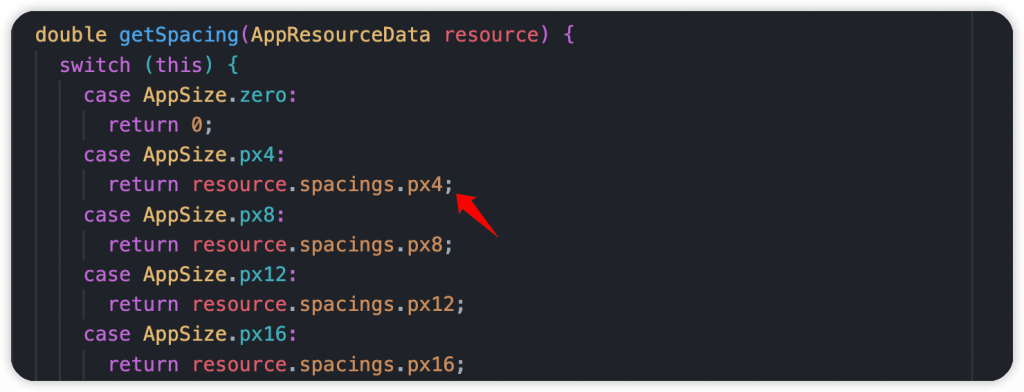 double getSpacing(AppResourceData resource) {
switch (this) {
case AppSize.zero:
return 0;
case AppSize.px4:
return resource.spacings.px4;
case AppSize.px8:
return resource.spacings.px8;
case AppSize.px12:
return resource.spacings.px12;
case AppSize.px16:
return resource.spacings.px16;